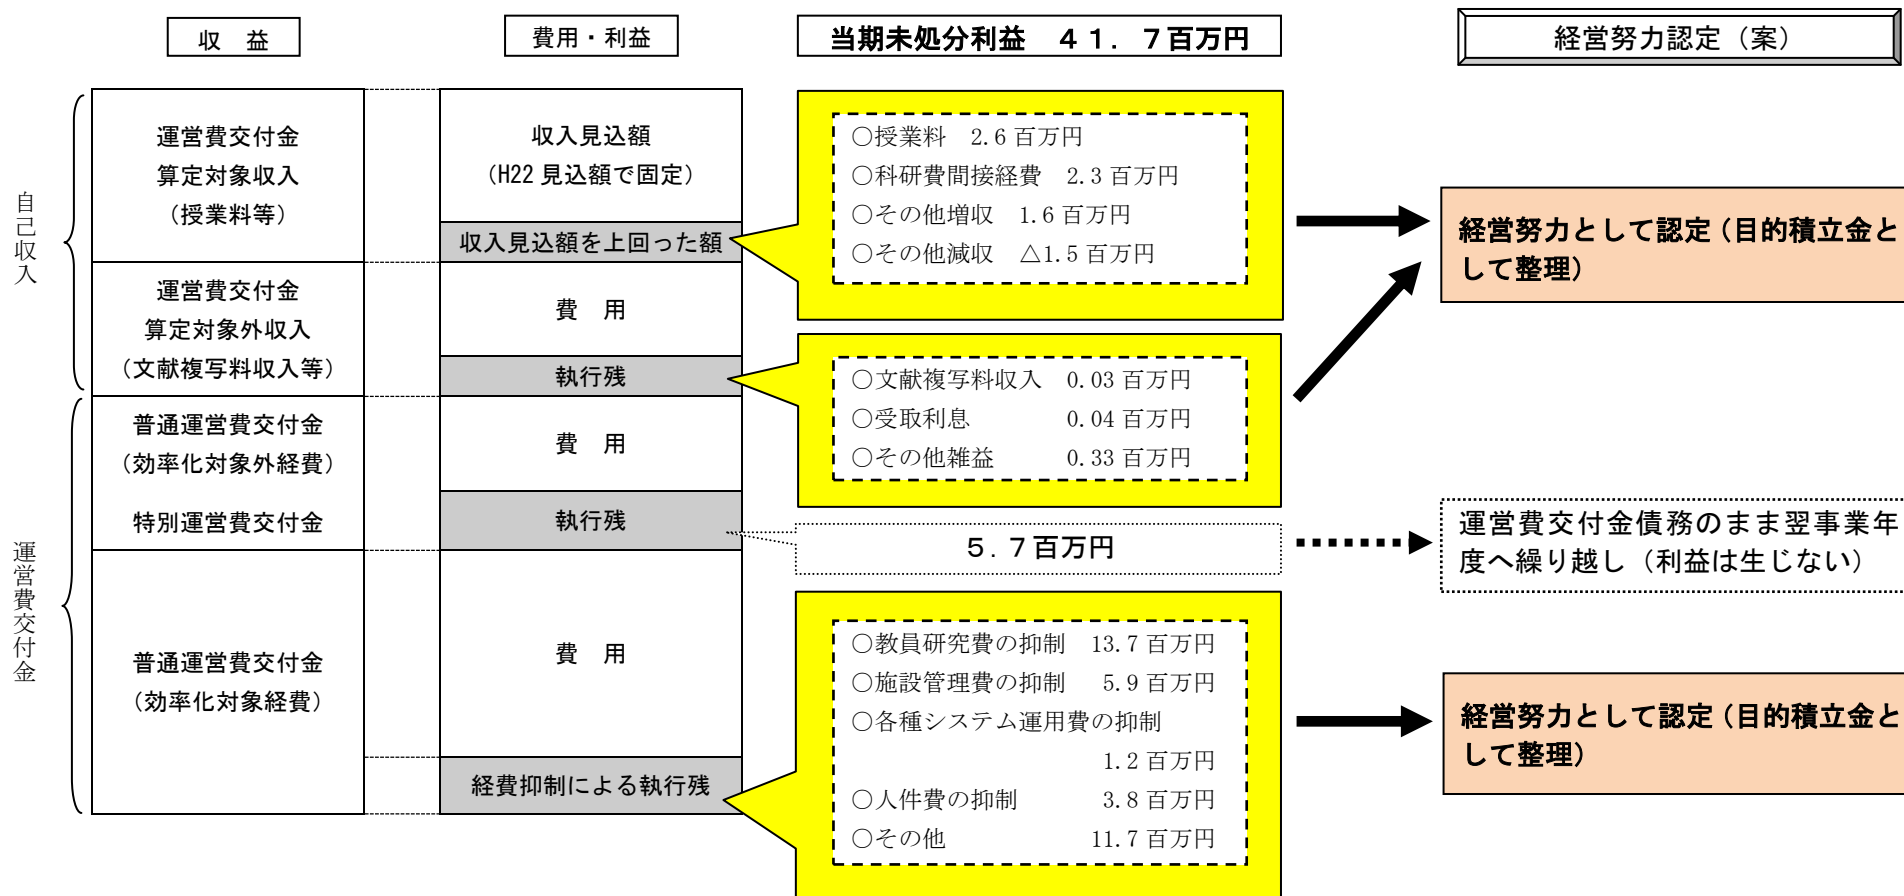 収　益
費用・利益
当期未処分利益　４１．７百万円
経営努力認定（案）
自己収入
運営費交付金
算定対象収入
（授業料等）
運営費交付金
算定対象外収入
（文献複写料収入等）
運営費交付金
普通運営費交付金
（効率化対象外経費）
特別運営費交付金
普通運営費交付金
（効率化対象経費）
収入見込額
（H22 見込額で固定）
収入見込額を上回った額
費　用
執行残
費　用
執行残
費　用
経費抑制による執行残
○授業料　2.6 百万円
○科研費間接経費　2.3 百万円
○その他増収　1.6 百万円
○その他減収　△1.5 百万円
○文献複写料収入　0.03 百万円
○受取利息　0.04 百万円
○その他雑益　0.33 百万円
５．７百万円
○教員研究費の抑制　13.7 百万円
○施設管理費の抑制　5.9 百万円
○各種システム運用費の抑制
1.2 百万円
○人件費の抑制　3.8 百万円
○その他　11.7 百万円
経営努力として認定（目的積立金と
して整理）
運営費交付金債務のまま翌事業年
度へ繰り越し（利益は生じない）
経営努力として認定（目的積立金と
して整理）